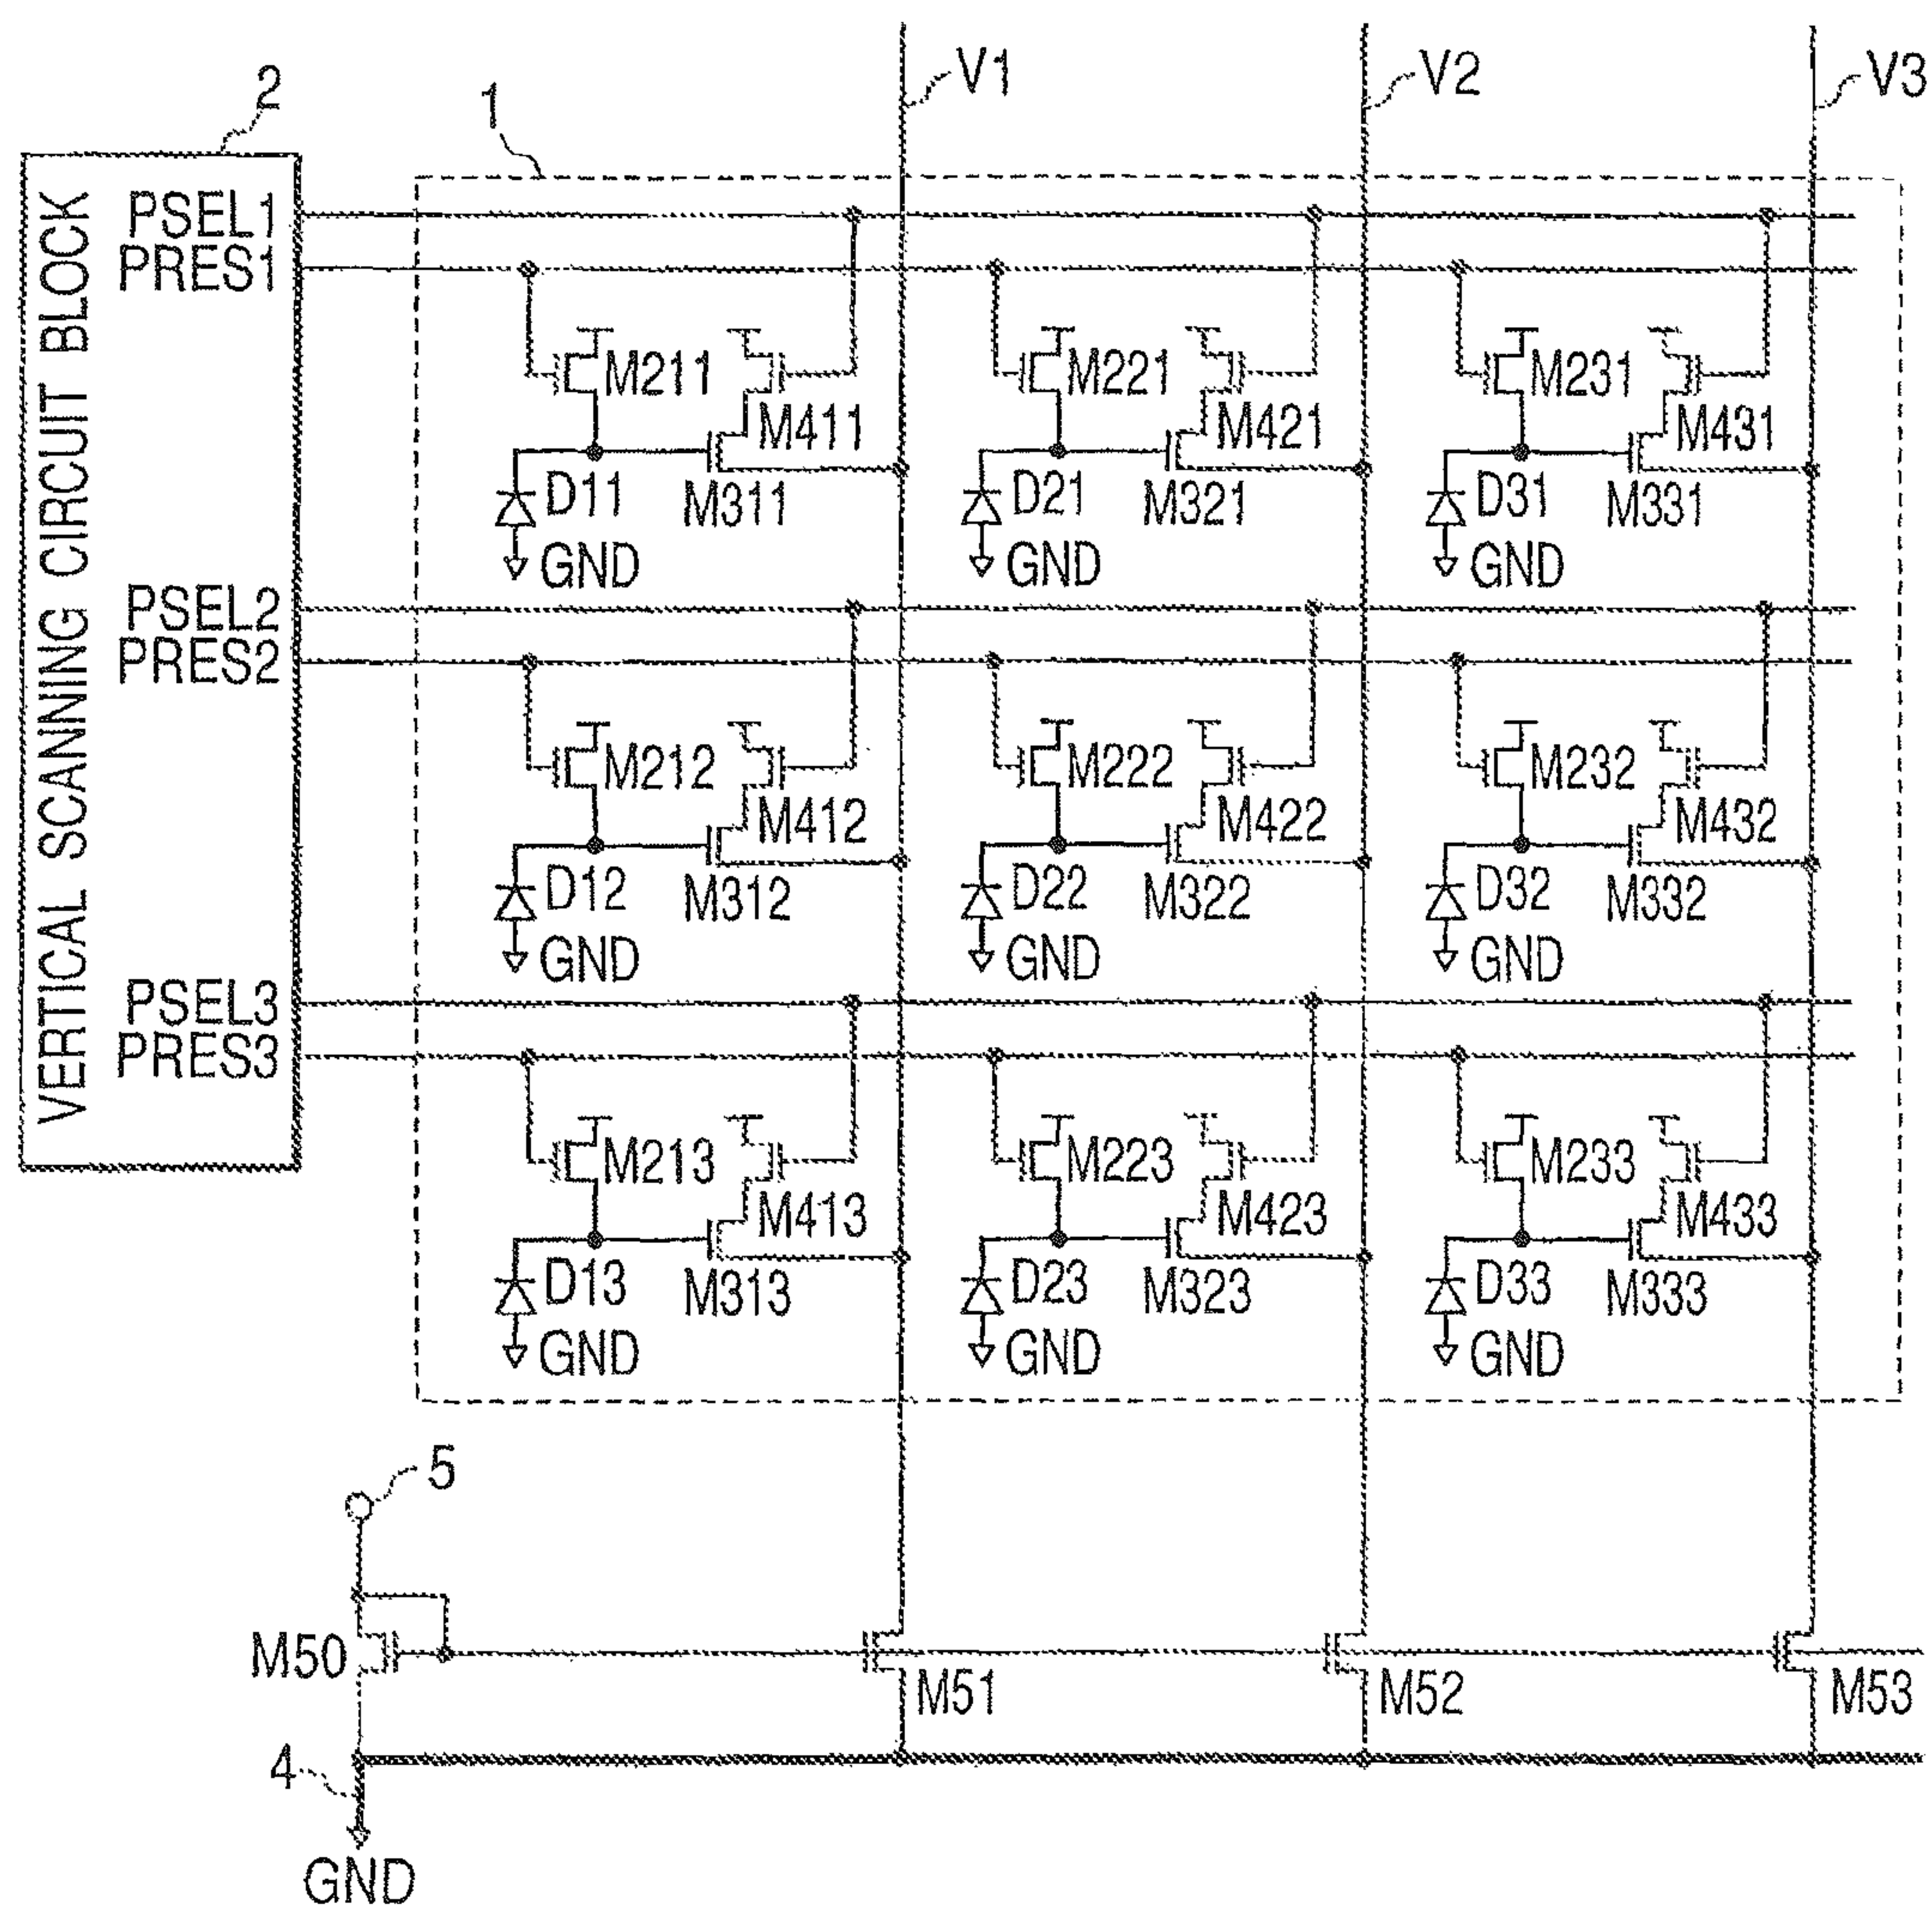 V1
V2
V3
2
1
VERTICAL SCANNING CIRCUIT BLOCK
PSEL1
PRES1
M211
M411
M221
M421
M231
M431
D11
M311
D21
M321
D31
M331
GND
GND
GND
PSEL2
PRES2
M212
M412
M222
M422
M232
M432
D12
M312
D22
M322
D32
M332
GND
GND
GND
PSEL3
PRES3
M213
M413
M223
M423
M233
M433
D13
M313
D23
M323
D33
M333
GND
GND
GND
5
M50
M51
M52
M53
4
GND